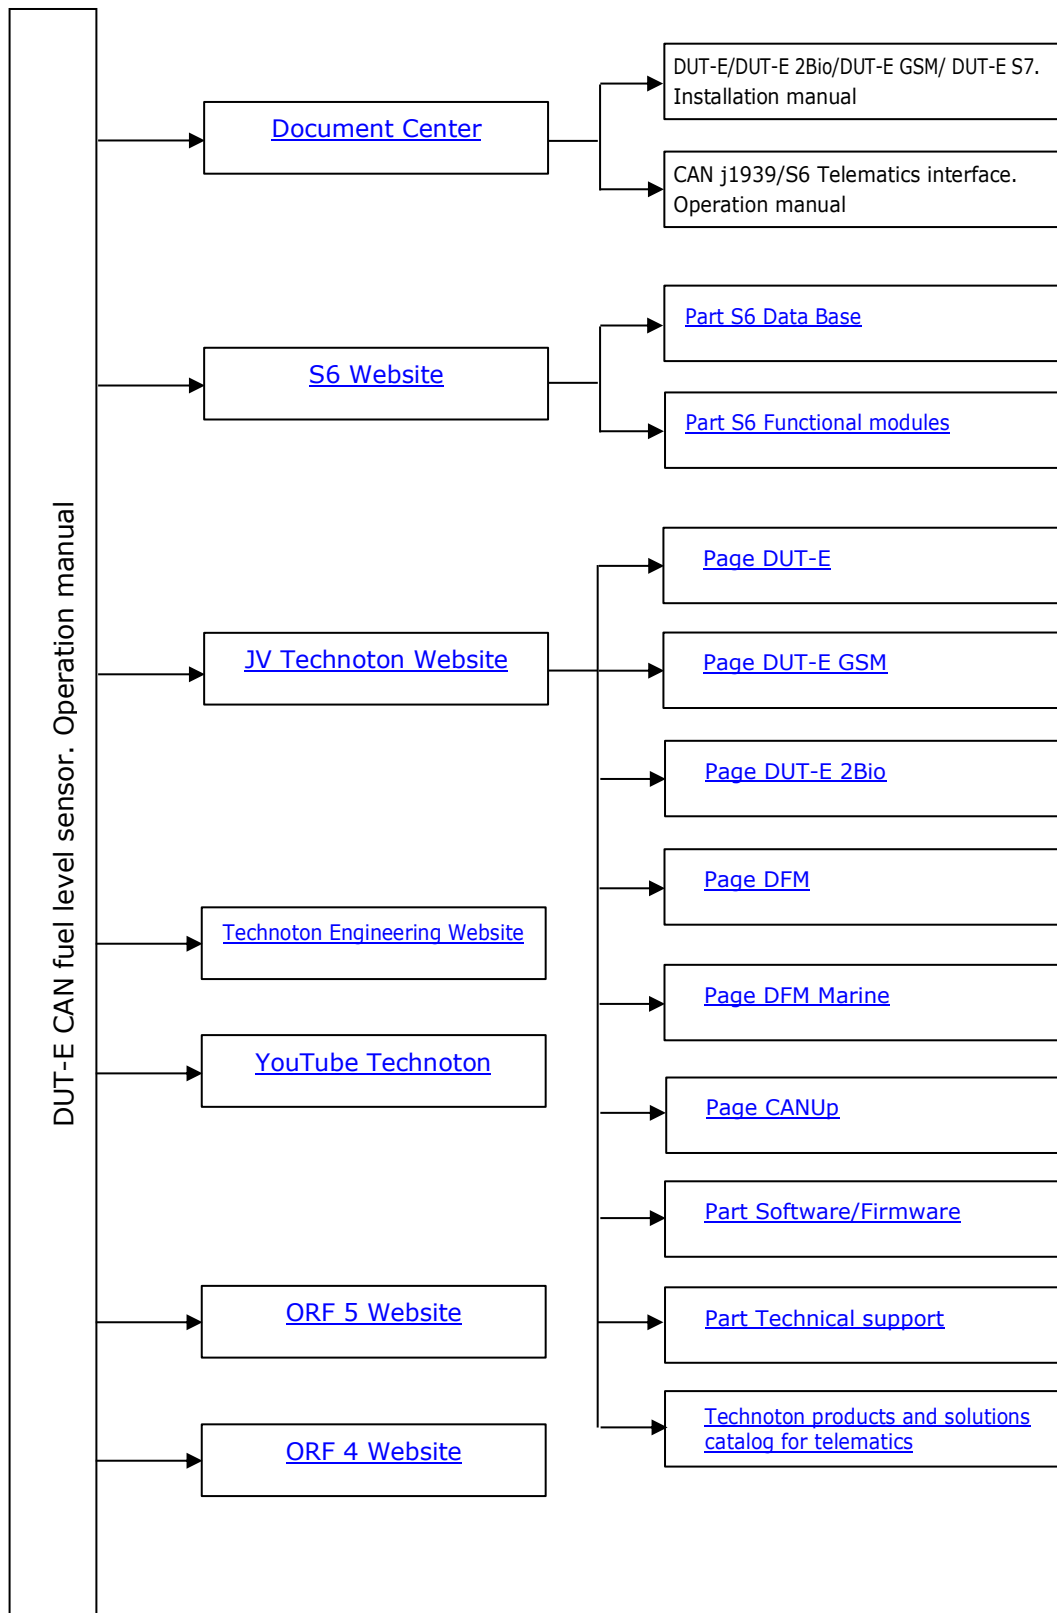 DUT-E CAN fuel level sensor. Operation manual
Document Center
DUT-E/DUT-E 2Bio/DUT-E GSM/ DUT-E S7.
Installation manual
CAN j1939/S6 Telematics interface.
Operation manual
S6 Website
Part S6 Data Base
Part S6 Functional modules
JV Technoton Website
Page DUT-E
Page DUT-E GSM
Page DUT-E 2Bio
Page DFM
Page DFM Marine
Page CANUp
Part Software/Firmware
Part Technical support
Technoton products and solutions
catalog for telematics
Technoton Engineering Website
YouTube Technoton
ORF 5 Website
ORF 4 Website